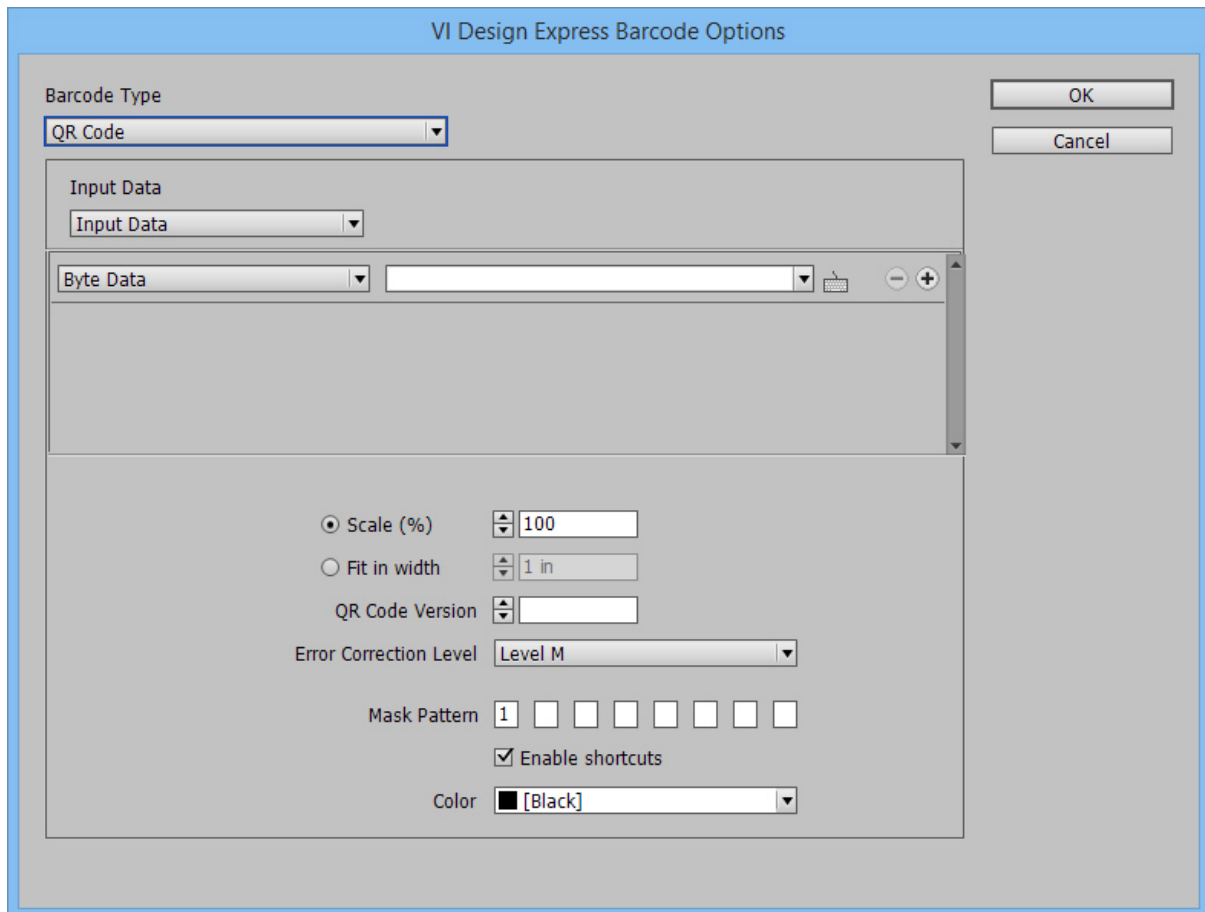 VI Design Express Barcode Options
Barcode Type
OK
QR Code
Cancel
Input Data
Input Data
Byte Data
Scale (%) 100
Fit in width 1 in
QR Code Version
Error Correction Level Level M
Mask Pattern 1
Enable shortcuts
Color [Black]